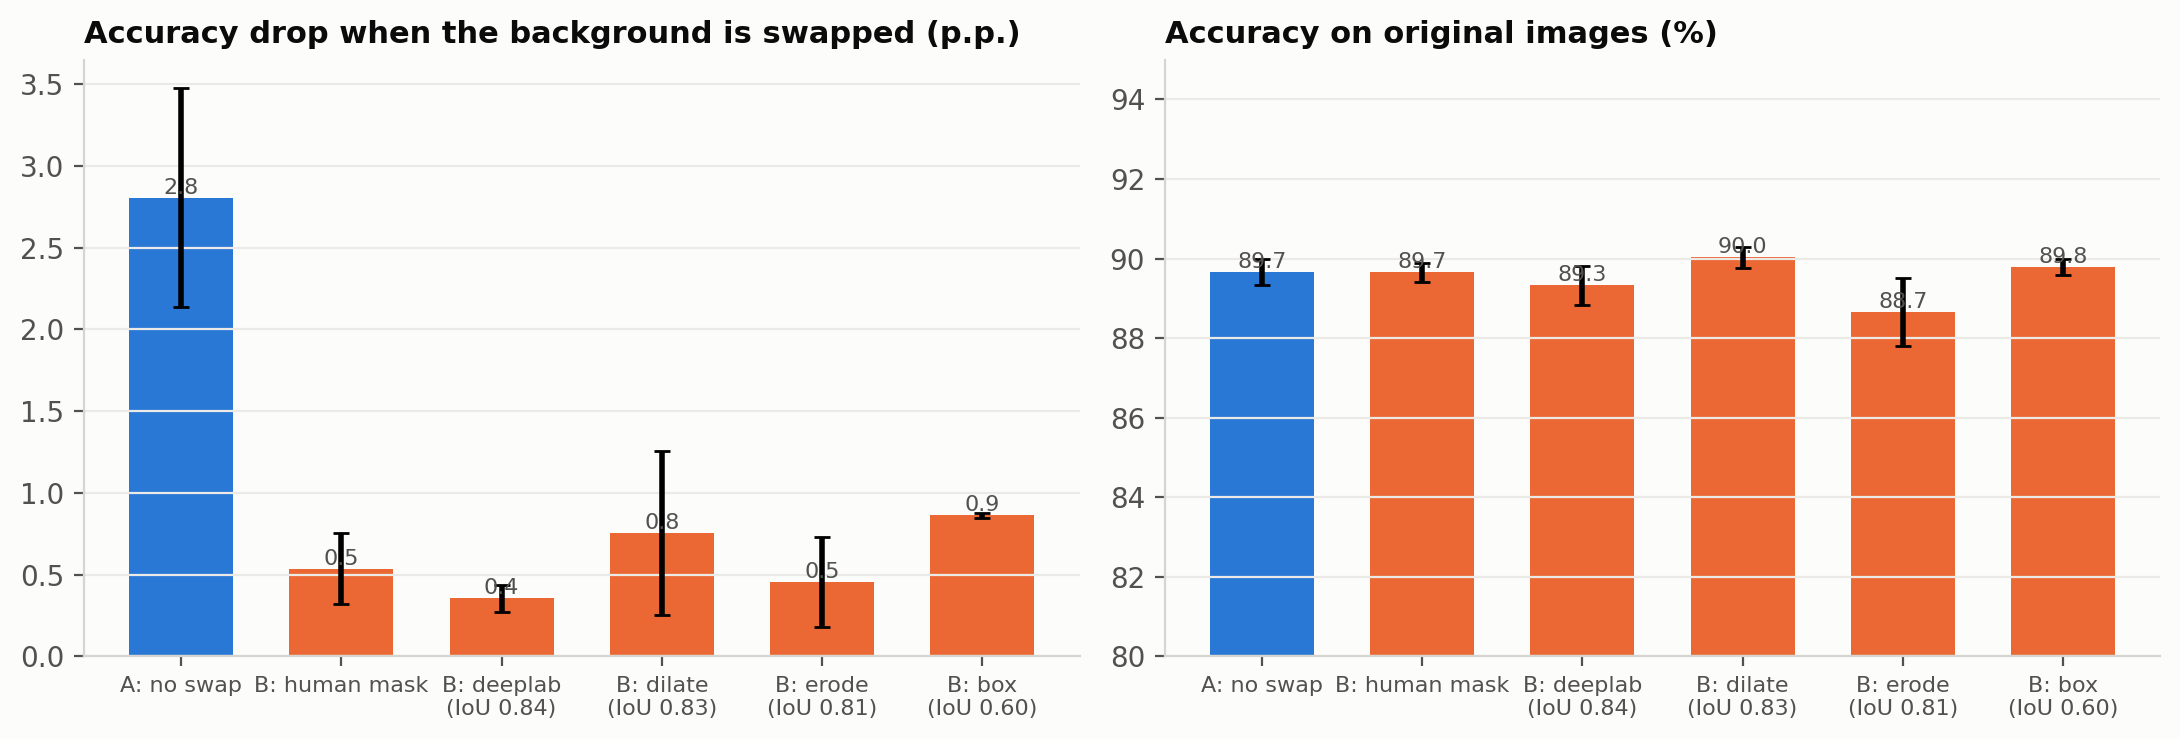 Accuracy drop when the background is swapped (p.p.)
3.5
3.0
2.5
2.0
1.5
1.0
0.5
0.0
2.8
0.5
0.4
0.8
0.5
0.9
A: no swap
B: human mask
B: deeplab
(IoU 0.84)
B: dilate
(IoU 0.83)
B: erode
(IoU 0.81)
B: box
(IoU 0.60)
Accuracy on original images (%)
94
92
90
88
86
84
82
80
89.7
89.7
89.3
90.0
88.7
89.8
A: no swap
B: human mask
B: deeplab
(IoU 0.84)
B: dilate
(IoU 0.83)
B: erode
(IoU 0.81)
B: box
(IoU 0.60)